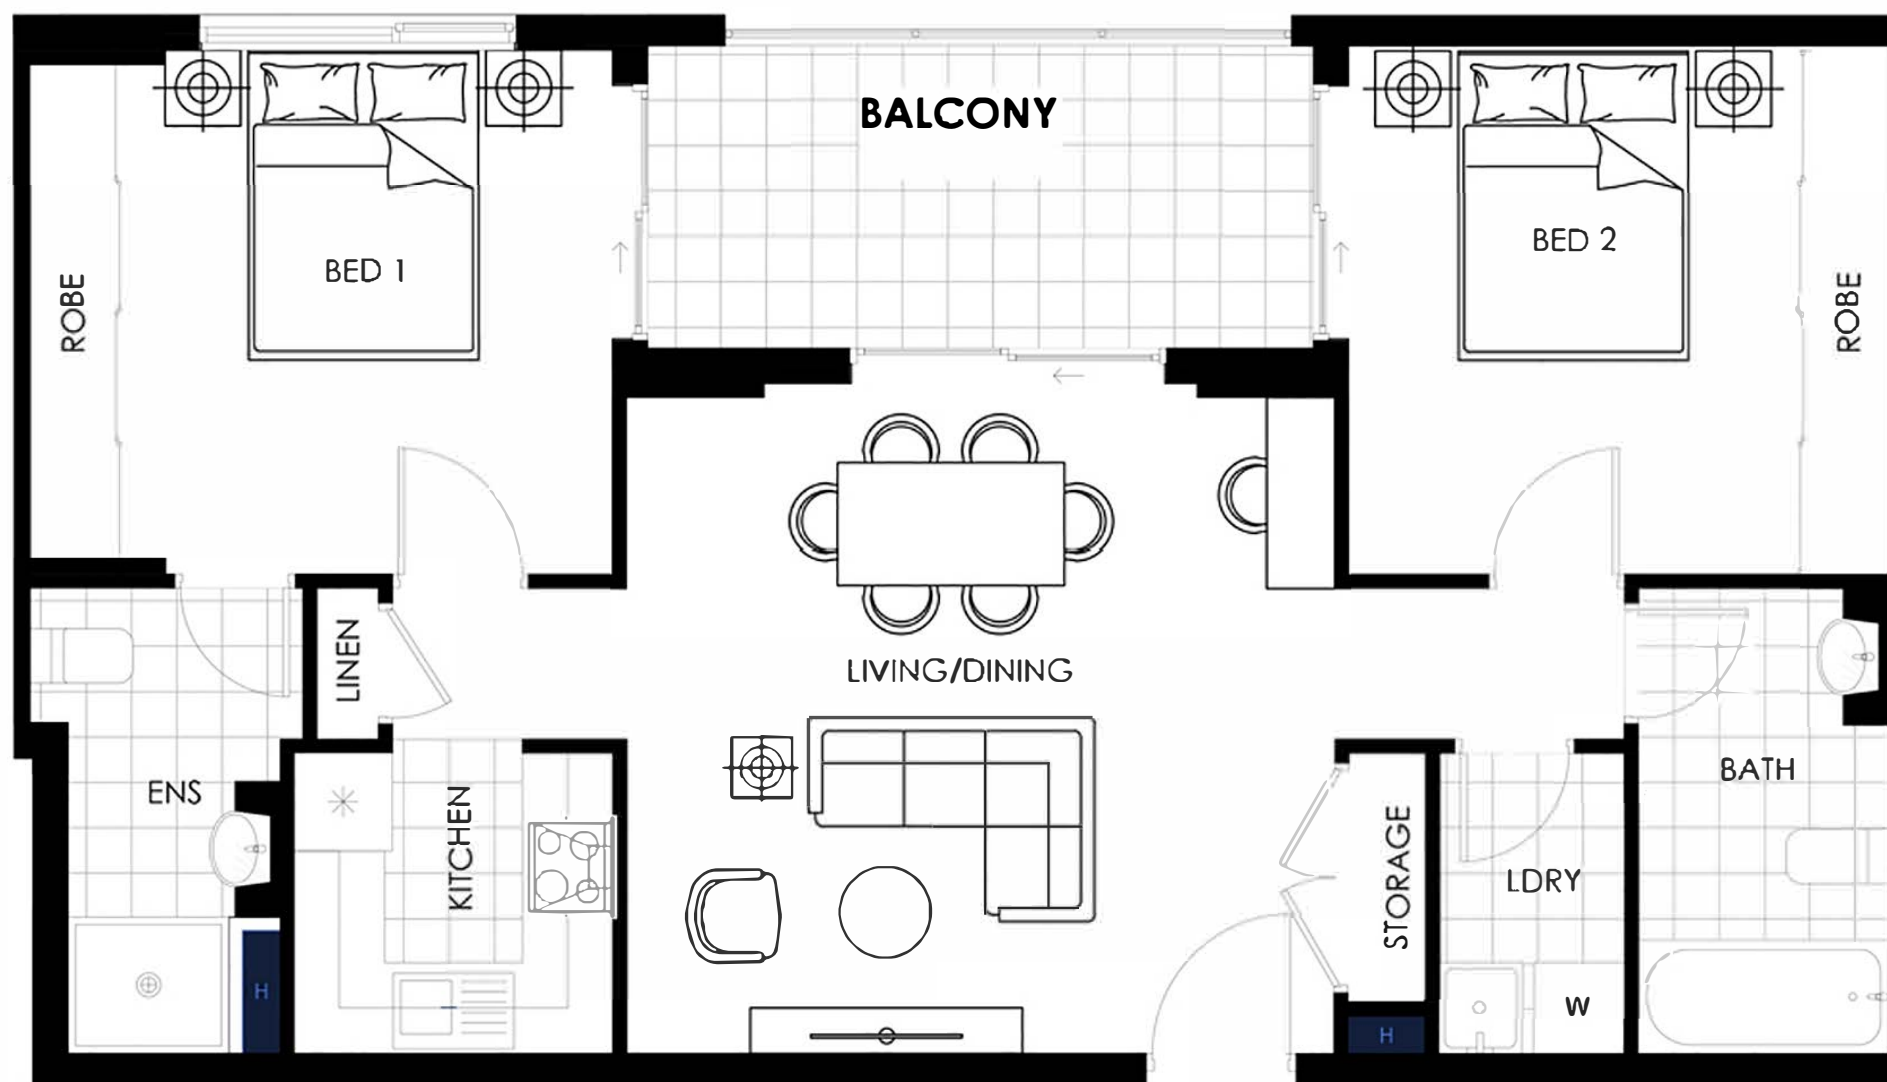 BALCONY
BED 1
BED 2
ROBE
ROBE
LINEN
LIVING/DINING
ENS
KITCHEN
STORAGE
LDRY
BATH
H
W
H